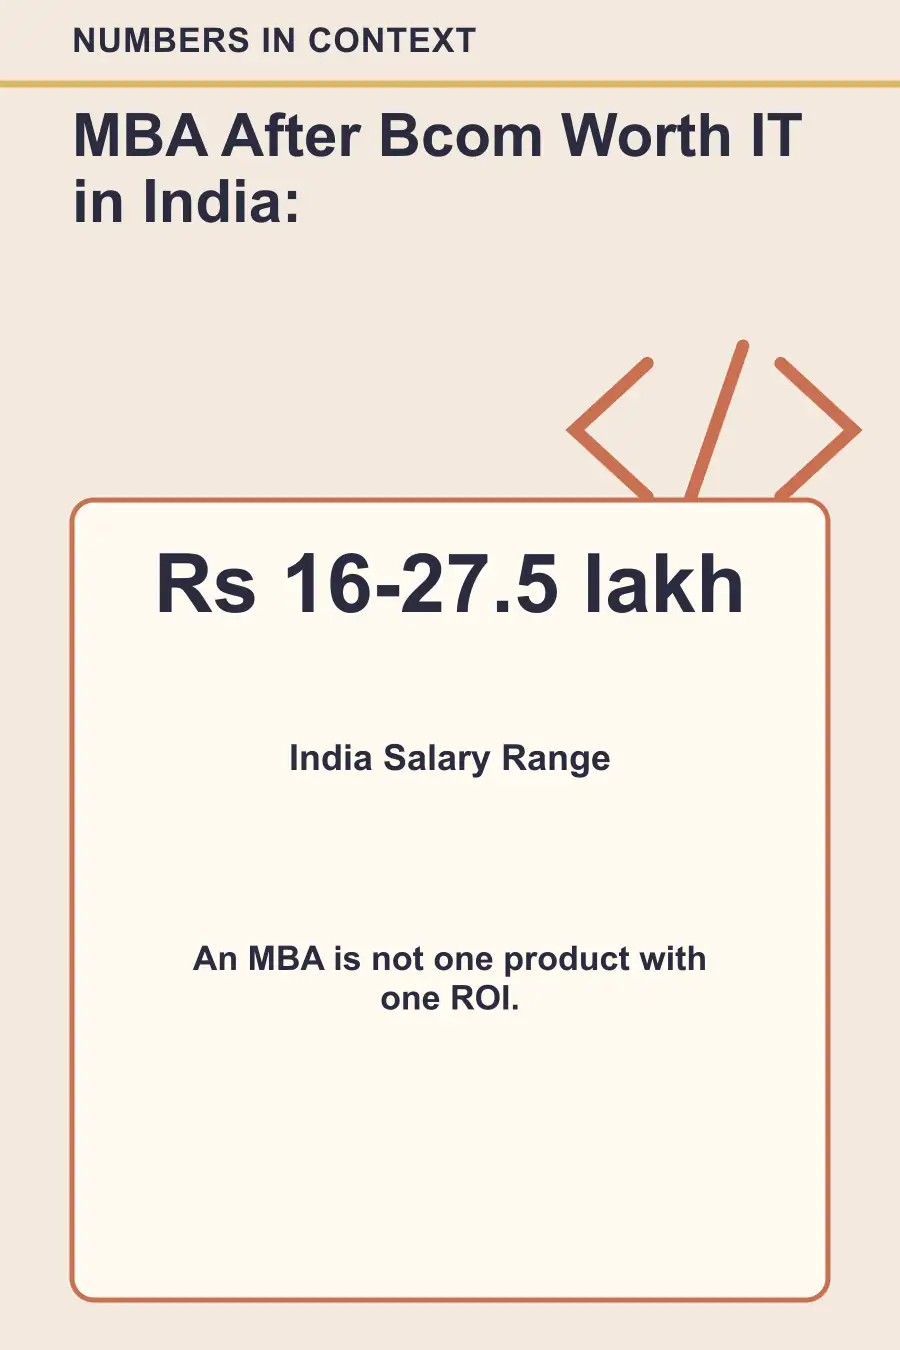 NUMBERS IN CONTEXT
MBA After Bcom Worth IT
in India:
Rs 16-27.5 lakh
India Salary Range
An MBA is not one product with
one ROI.